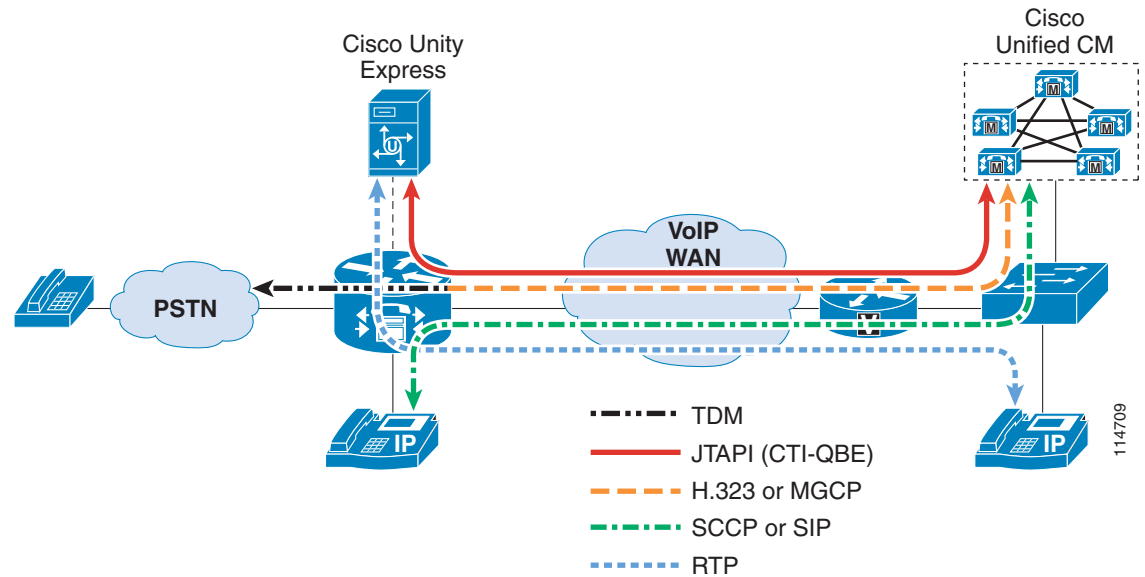 Cisco Unity
Express
Cisco
Unified CM
M
M
M
M
M
U
VoIP
WAN
PSTN
V
IP
IP
TDM
JTAPI (CTI-QBE)
H.323 or MGCP
SCCP or SIP
RTP
114709